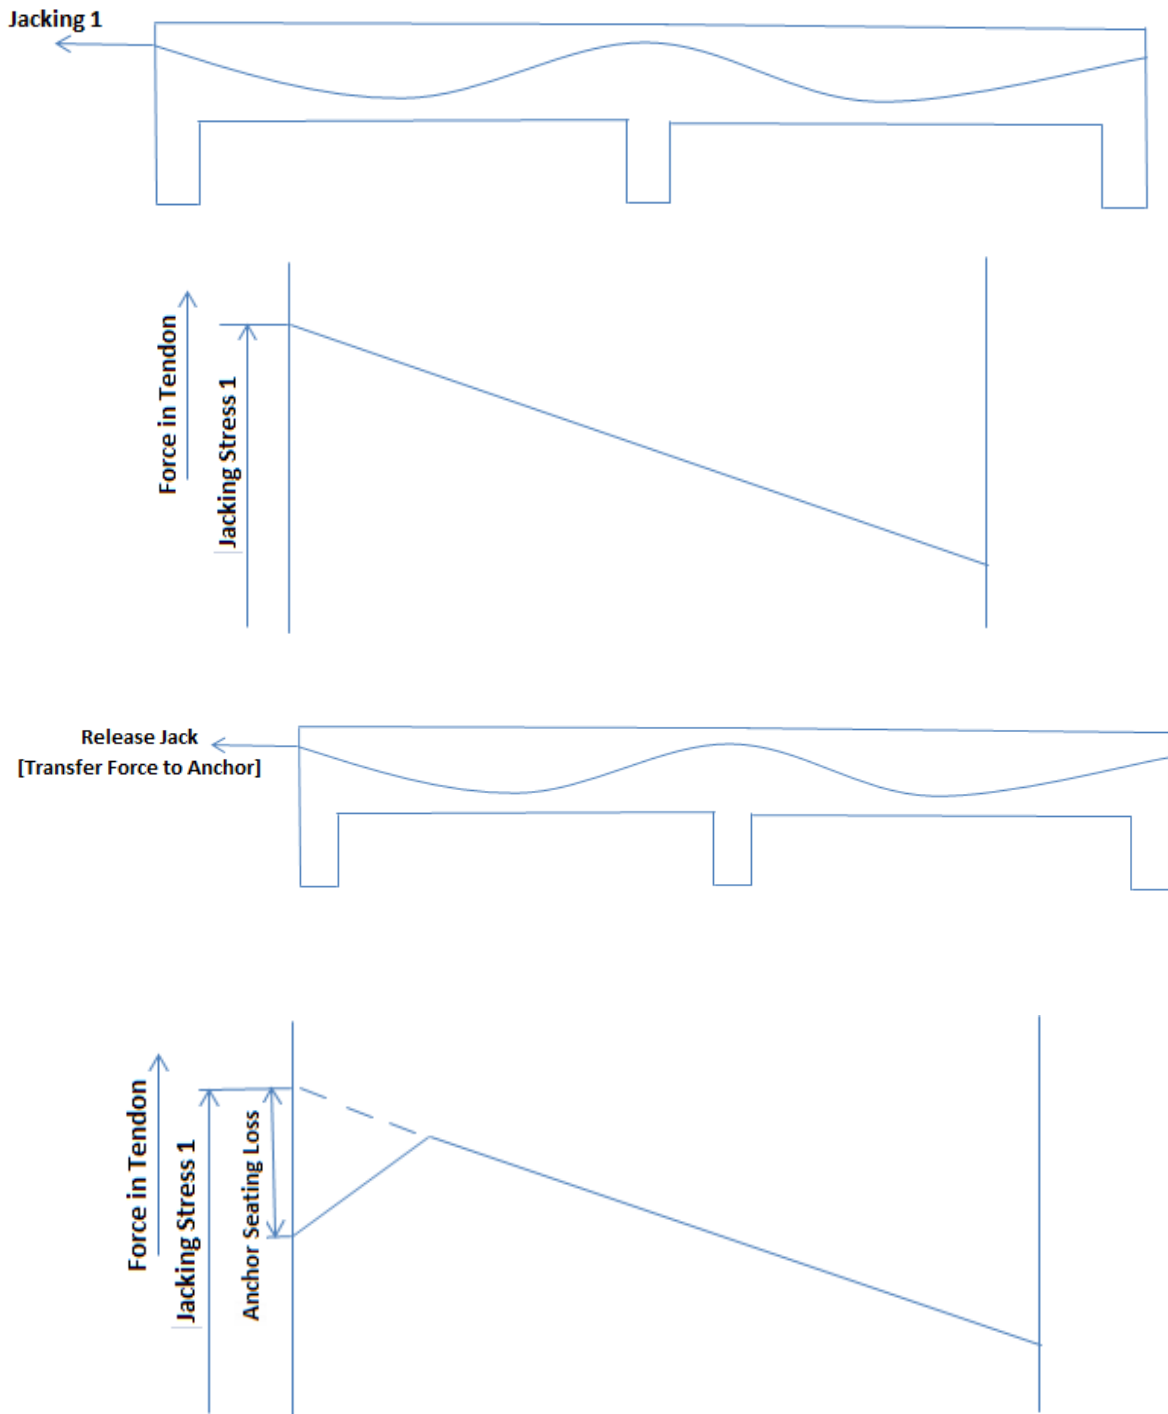 Jacking 1
Force in Tendon
Jacking Stress 1
Release Jack
[Transfer Force to Anchor]
Force in Tendon
Jacking Stress 1
Anchor Seating Loss